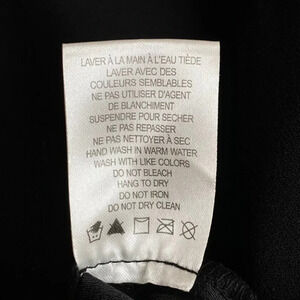 LAVER À LA MAIN À L'EAU TIÈDE
LAVER AVEC DES
COULEURS SEMBLABLES
NE PAS UTILISER D'AGENT
DE BLANCHIMENT
SUSPENDRE POUR SECHER
NE PAS REPASSER
NE PAS NETTOYER À SEC
HAND WASH IN WARM WATER
WASH WITH LIKE COLORS
DO NOT BLEACH
HANG TO DRY
DO NOT IRON
DO NOT DRY CLEAN